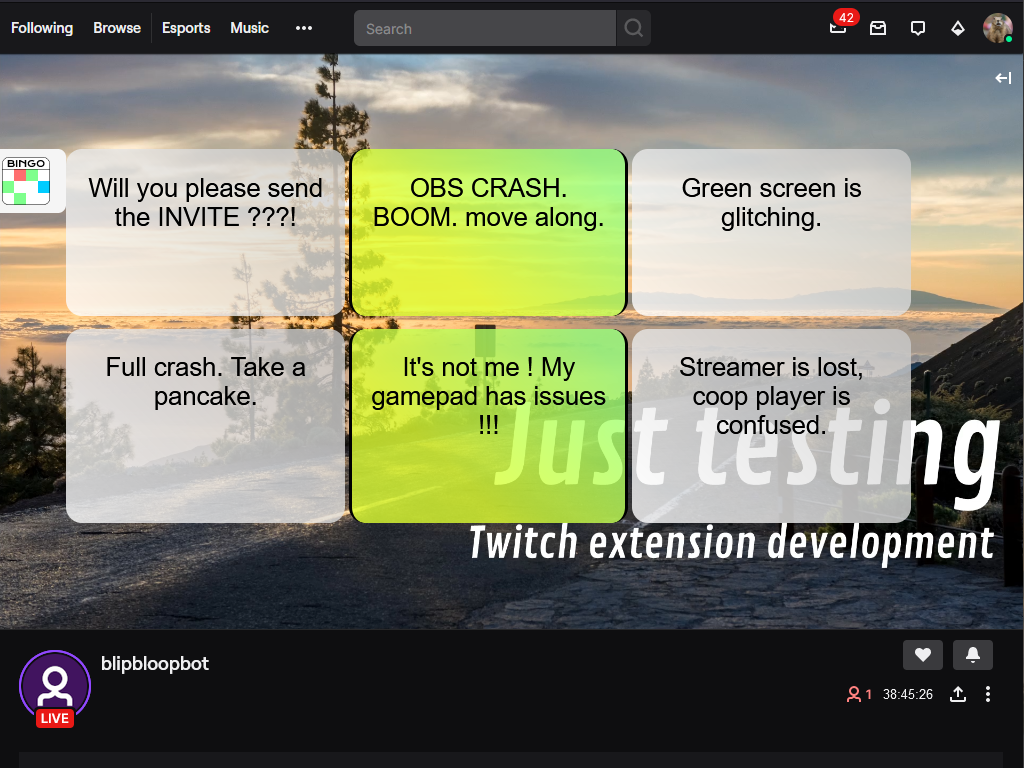 Following Browse Esports Music
Search
42
BINGO
Will you please send
the INVITE ???!
OBS CRASH.
BOOM. move along.
Green screen is
glitching.
Full crash. Take a
pancake.
It's not me ! My
gamepad has issues
!!!
Streamer is lost,
coop player is
confused.
Just testing
Twitch extension development
blipbloopbot
LIVE
1 38:45:26